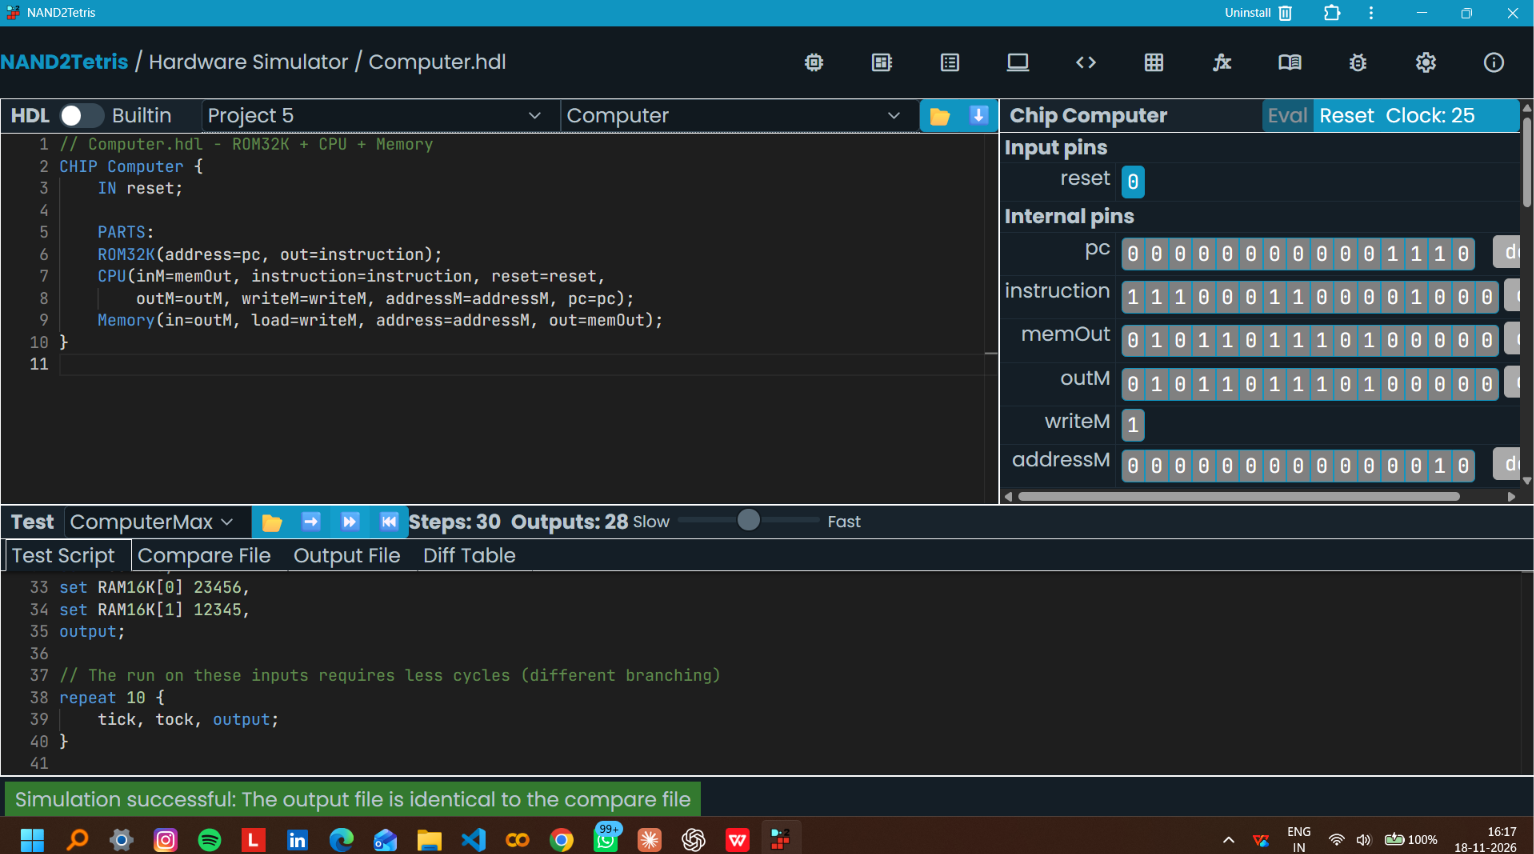 NAND2Tetris
Uninstall
NAND2Tetris / Hardware Simulator / Computer.hdl
HDL Builtin Project 5 Computer
1 // Computer.hdl - ROM32K + CPU + Memory
2 CHIP Computer {
3 IN reset;
4
5 PARTS:
6 ROM32K(address=pc, out=instruction);
7 CPU(inM=memOut, instruction=instruction, reset=reset,
8 outM=outM, writeM=writeM, addressM=addressM, pc=pc);
9 Memory(in=outM, load=writeM, address=addressM, out=memOut);
10 }
11
Chip Computer Eval Reset Clock: 25
Input pins
reset 0
Internal pins
pc 0 0 0 0 0 0 0 0 0 0 0 1 1 1 0
instruction 1 1 1 0 0 0 1 1 0 0 0 0 1 0 0 0
memOut 0 1 0 1 1 0 1 1 1 0 1 0 0 0 0 0
outM 0 1 0 1 1 0 1 1 1 0 1 0 0 0 0 0
writeM 1
addressM 0 0 0 0 0 0 0 0 0 0 0 0 0 1 0
Test ComputerMax Steps: 30 Outputs: 28 Slow Fast
Test Script Compare File Output File Diff Table
33 set RAM16K[0] 23456,
34 set RAM16K[1] 12345,
35 output;
36
37 // The run on these inputs requires less cycles (different branching)
38 repeat 10 {
39 tick, tock, output;
40 }
41
Simulation successful: The output file is identical to the compare file
99+
ENG
IN
100%
16:17
18-11-2026